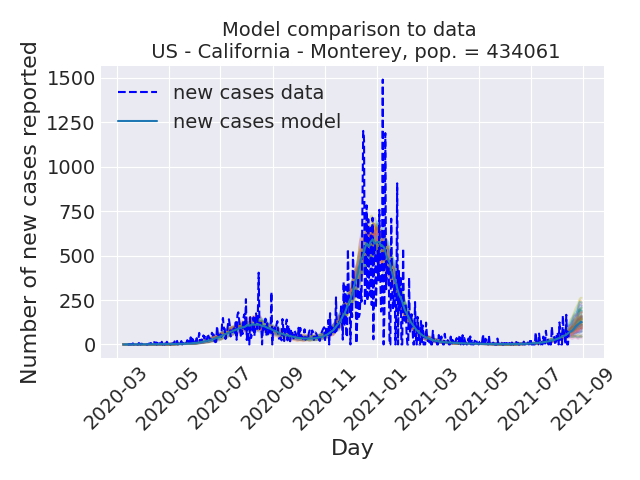 Model comparison to data
US - California - Monterey, pop. = 434061
Number of new cases reported
1500
1250
1000
750
500
250
0
new cases data
new cases model
2020-03
2020-05
2020-07
2020-09
2020-11
2021-01
2021-03
2021-05
2021-07
2021-09
Day